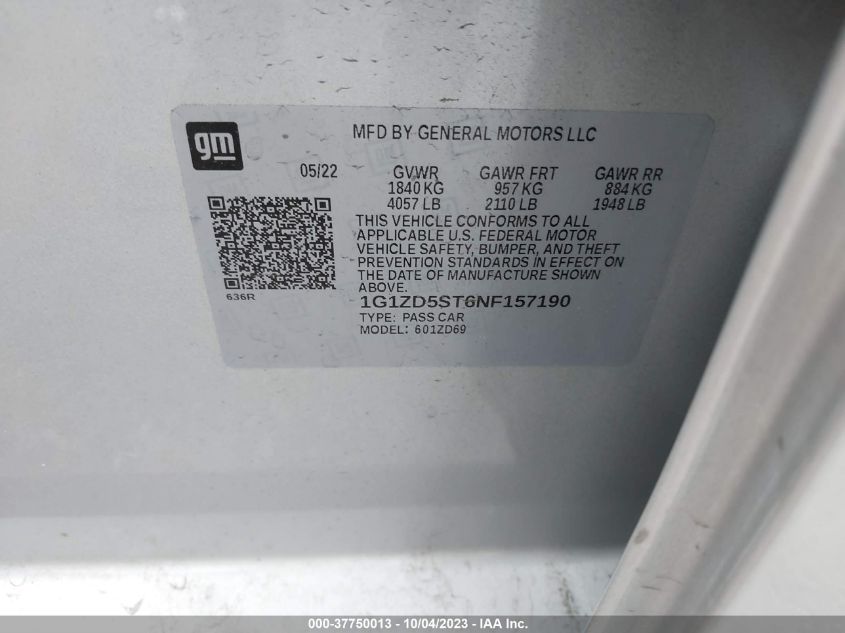 gm
MFD BY GENERAL MOTORS LLC
05/22 GVWR GAWR FRT GAWR RR
1840 KG 957 KG 884 KG
4057 LB 2110 LB 1948 LB
THIS VEHICLE CONFORMS TO ALL
APPLICABLE U.S. FEDERAL MOTOR
VEHICLE SAFETY, BUMPER, AND THEFT
PREVENTION STANDARDS IN EFFECT ON
THE DATE OF MANUFACTURE SHOWN
ABOVE.
636R
1G1ZD5ST6NF157190
TYPE: PASS CAR
MODEL: 601ZD69
000-37750013 - 10/04/2023 - IAA Inc.